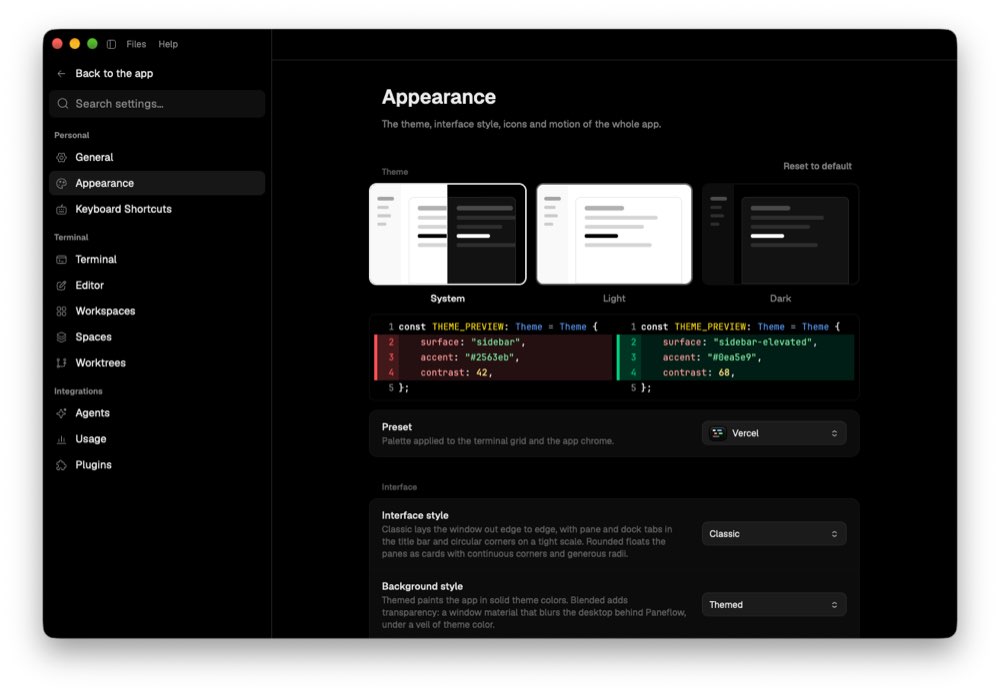 Files Help
Back to the app
Search settings...
Personal
General
Appearance
Keyboard Shortcuts
Terminal
Terminal
Editor
Workspaces
Spaces
Worktrees
Integrations
Agents
Usage
Plugins
Appearance
The theme, interface style, icons and motion of the whole app.
Theme
Reset to default
System
Light
Dark
1 const THEME_PREVIEW: Theme = Theme {
2 surface: "sidebar",
3 accent: "#2563eb",
4 contrast: 42,
5 };
1 const THEME_PREVIEW: Theme = Theme {
2 surface: "sidebar-elevated",
3 accent: "#0ea5e9",
4 contrast: 68,
5 };
Preset
Palette applied to the terminal grid and the app chrome.
Vercel
Interface
Interface style
Classic lays the window out edge to edge, with pane and dock tabs in
the title bar and circular corners on a tight scale. Rounded floats the
panes as cards with continuous corners and generous radii.
Classic
Background style
Themed paints the app in solid theme colors. Blended adds
transparency: a window material that blurs the desktop behind Paneflow,
under a veil of theme color.
Themed